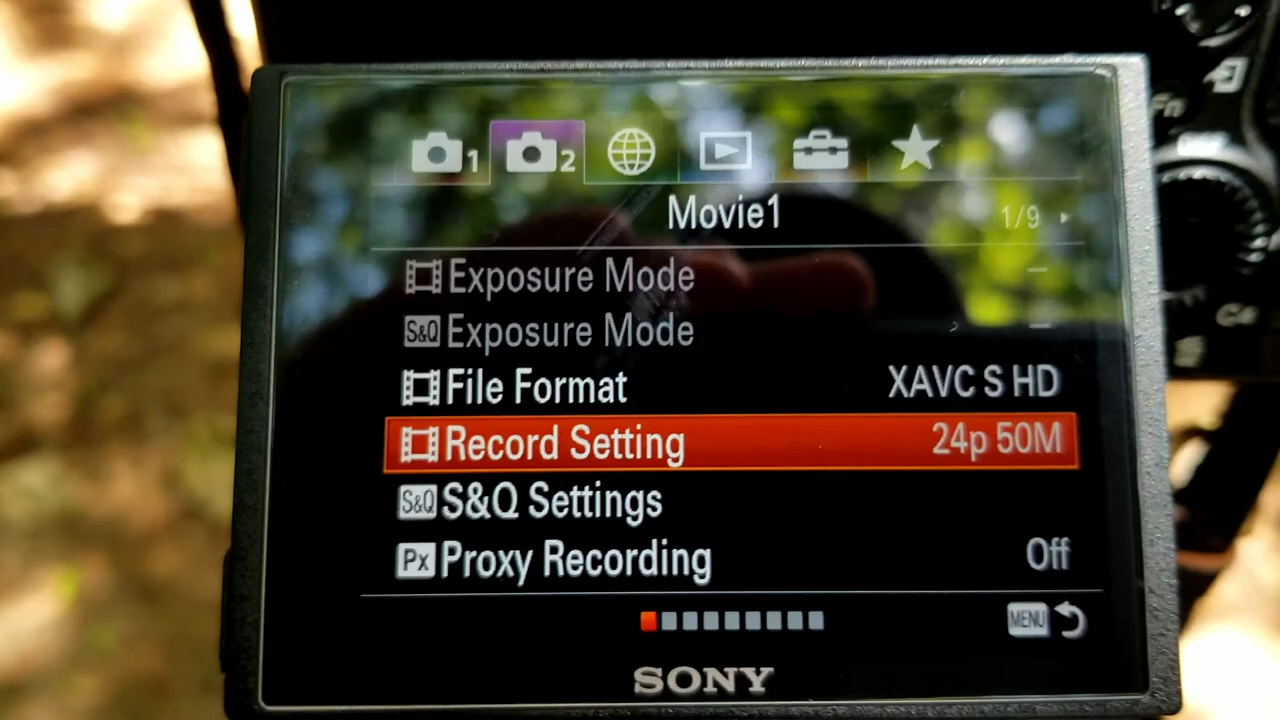 1 2
Movie1 1/9
Exposure Mode –
S&Q Exposure Mode –
File Format XAVC S HD
Record Setting 24p 50M
S&Q S&Q Settings
Px Proxy Recording Off
MENU
SONY
Fn